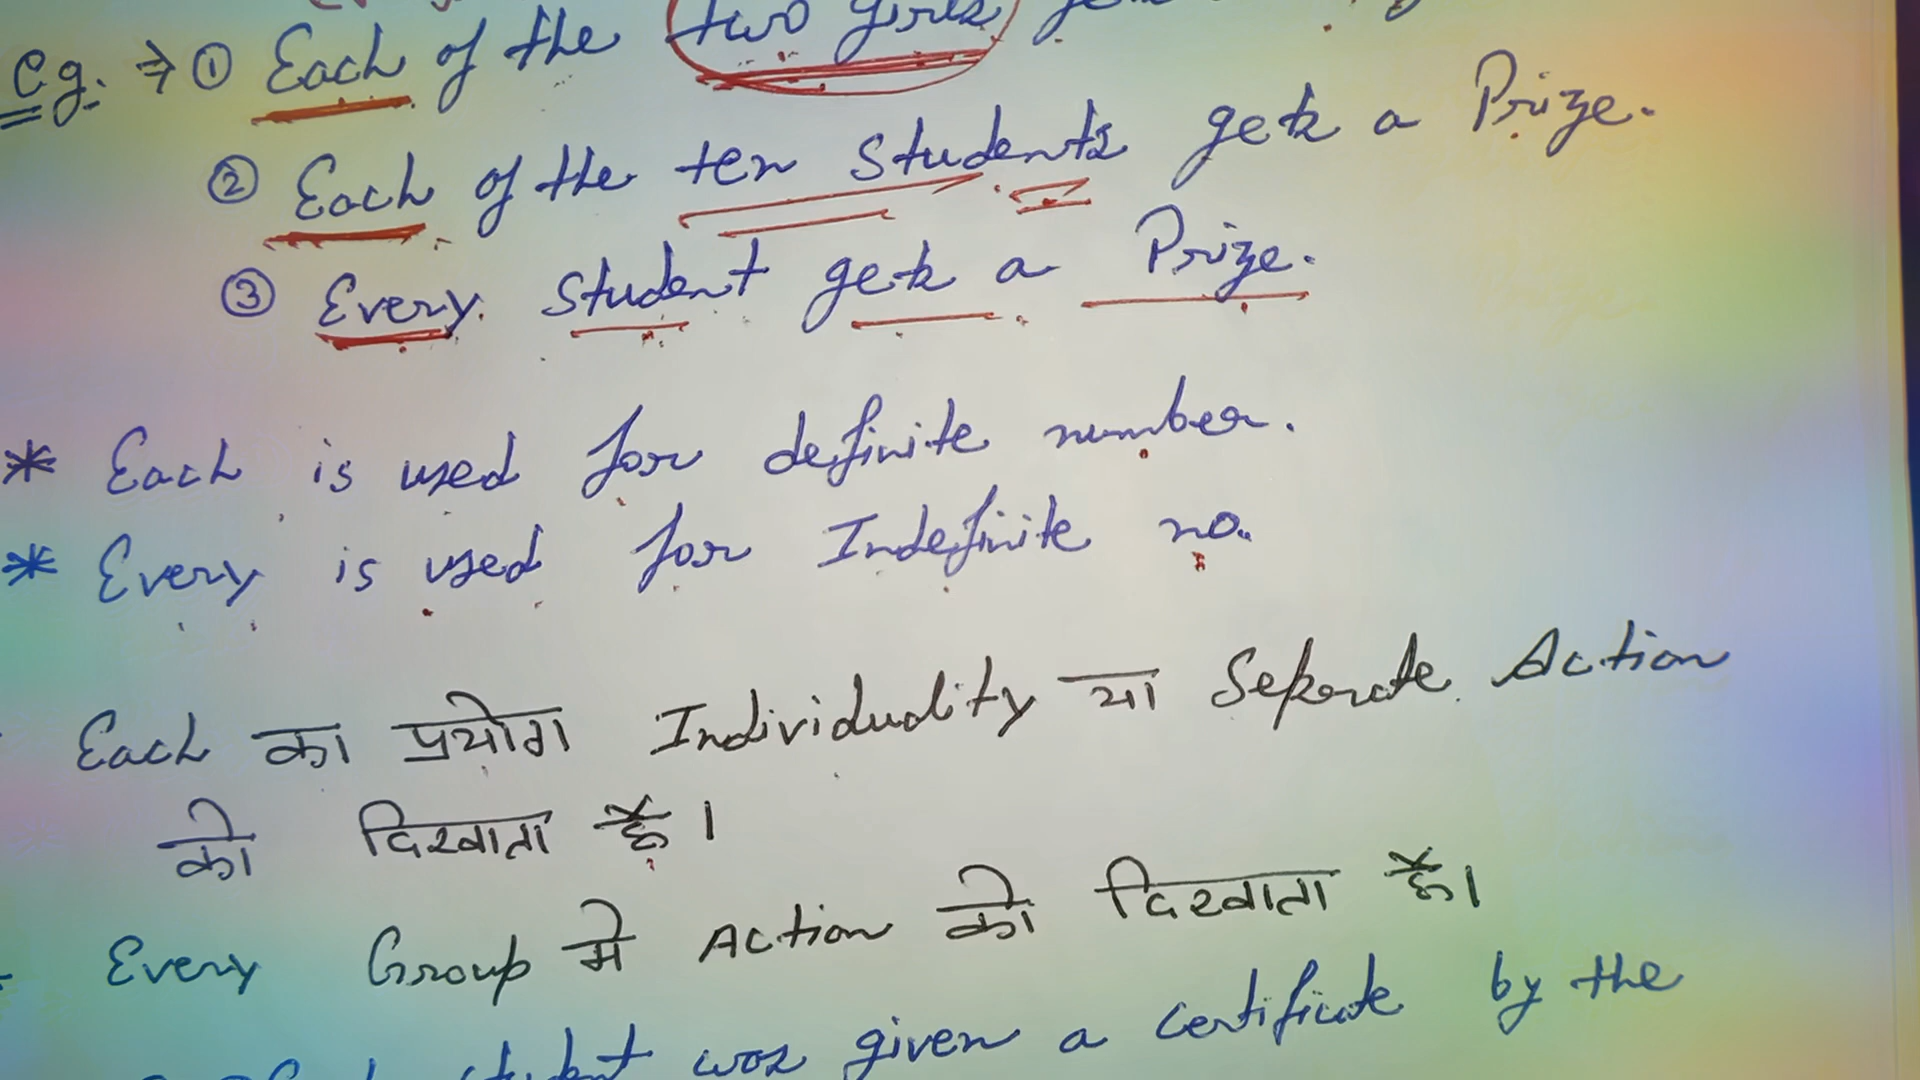 e.g. ⇒ ① Each of the two girls
② Each of the ten students gets a Prize.
③ Every student gets a Prize.
* Each is used for definite number.
* Every is used for Indefinite no.
Each का प्रयोग Individuality या Seperate Action
को दिखाता है।
Every Group मे Action को दिखाता है।
student was given a certificate by the